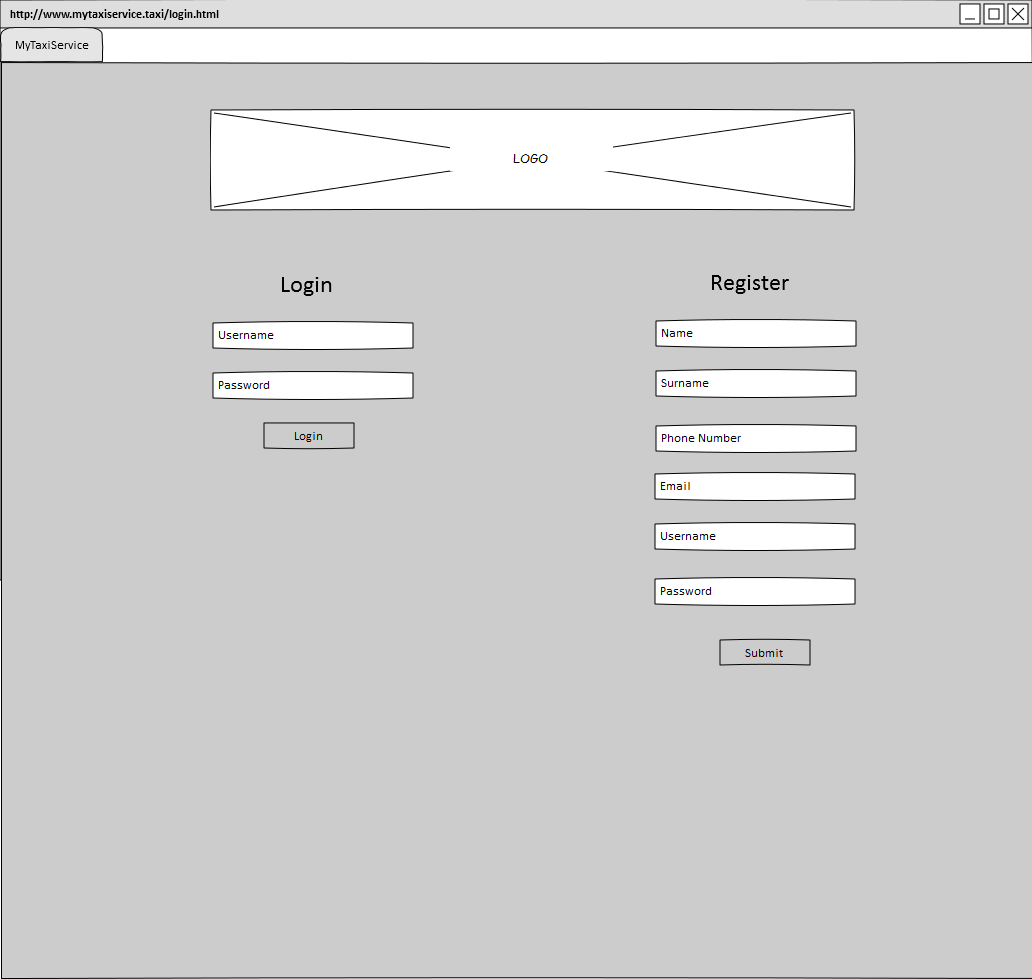 http://www.mytaxiservice.taxi/login.html
MyTaxiService
LOGO
Login
Username
Password
Login
Register
Name
Surname
Phone Number
Email
Username
Password
Submit